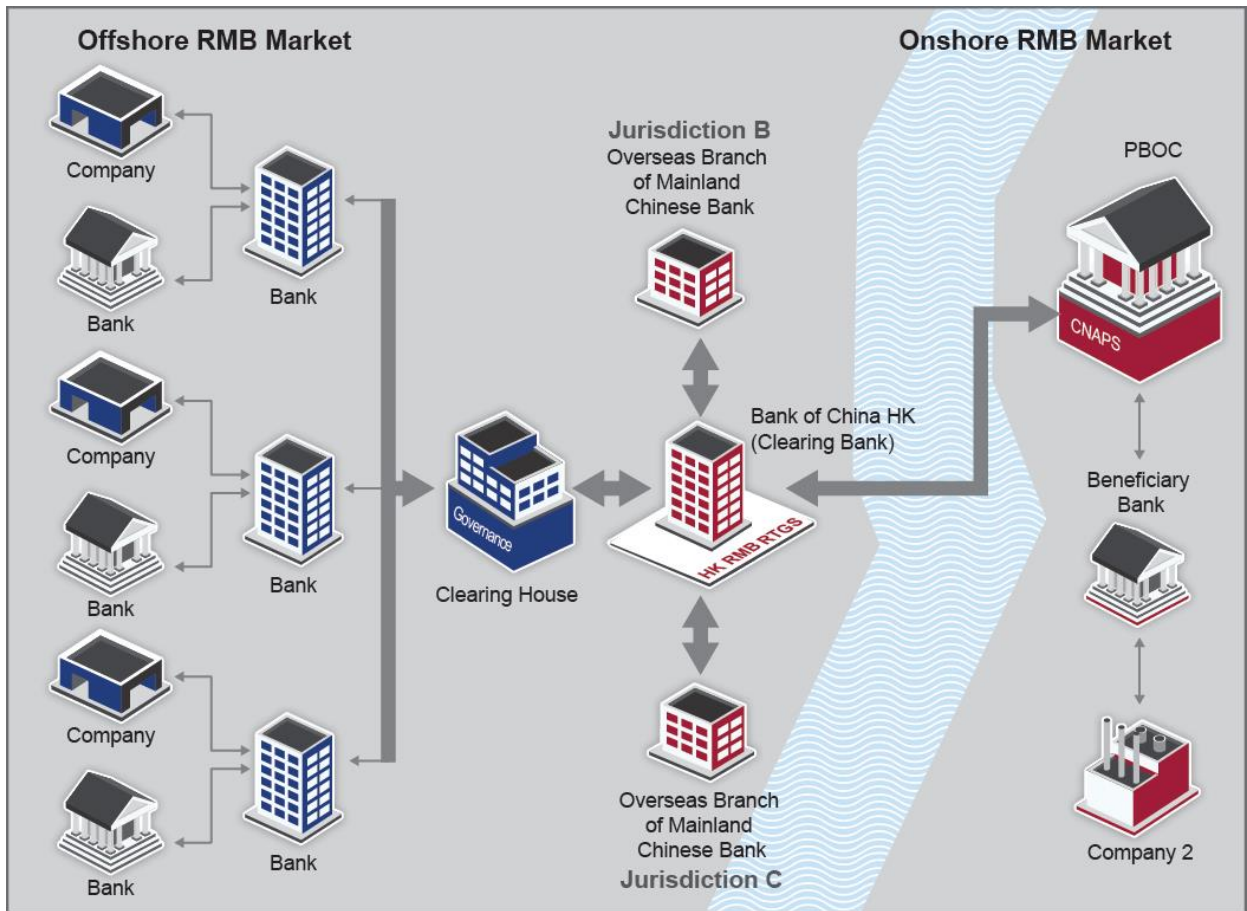 Offshore RMB Market
Onshore RMB Market
Company
Bank
Bank
Company
Bank
Bank
Company
Bank
Bank
Governance
Clearing House
Jurisdiction B
Overseas Branch
of Mainland
Chinese Bank
Bank of China HK
(Clearing Bank)
HK RMB RTGS
Overseas Branch
of Mainland
Chinese Bank
Jurisdiction C
PBOC
CNAPS
Beneficiary
Bank
Company 2